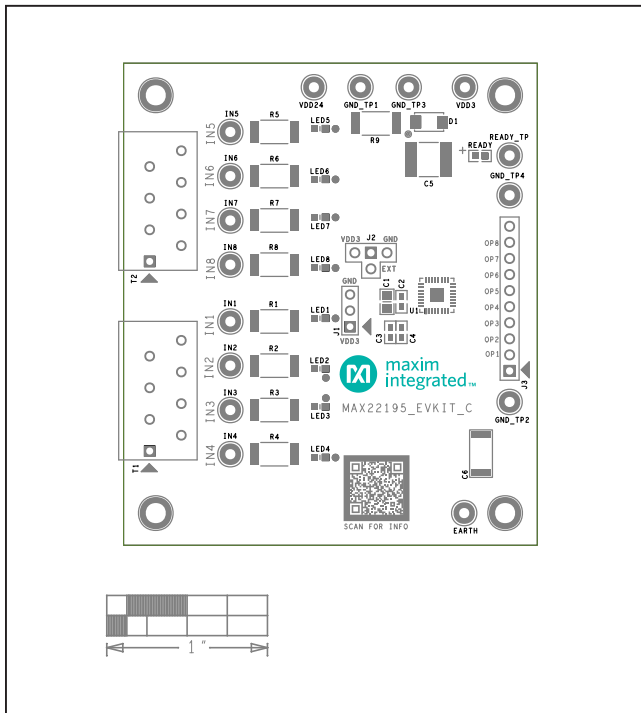 VDD24
GND_TP1
GND_TP3
VDD3
IN5
IN5
R5
LED5
R9
D1
READY_TP
READY
+
IN6
IN6
R6
LED6
C5
GND_TP4
IN7
IN7
R7
LED7
T2
IN8
IN8
R8
LED8
VDD3
J2
GND
EXT
OP8
OP7
OP6
OP5
OP4
OP3
OP2
OP1
J3
GND
J1
VDD3
C1
C2
U1
C3
C4
IN1
IN1
R1
LED1
IN2
IN2
R2
LED2
maxim
integrated™
IN3
IN3
R3
LED3
MAX22195_EVKIT_C
GND_TP2
T1
IN4
IN4
R4
LED4
C6
SCAN FOR INFO
EARTH
1"